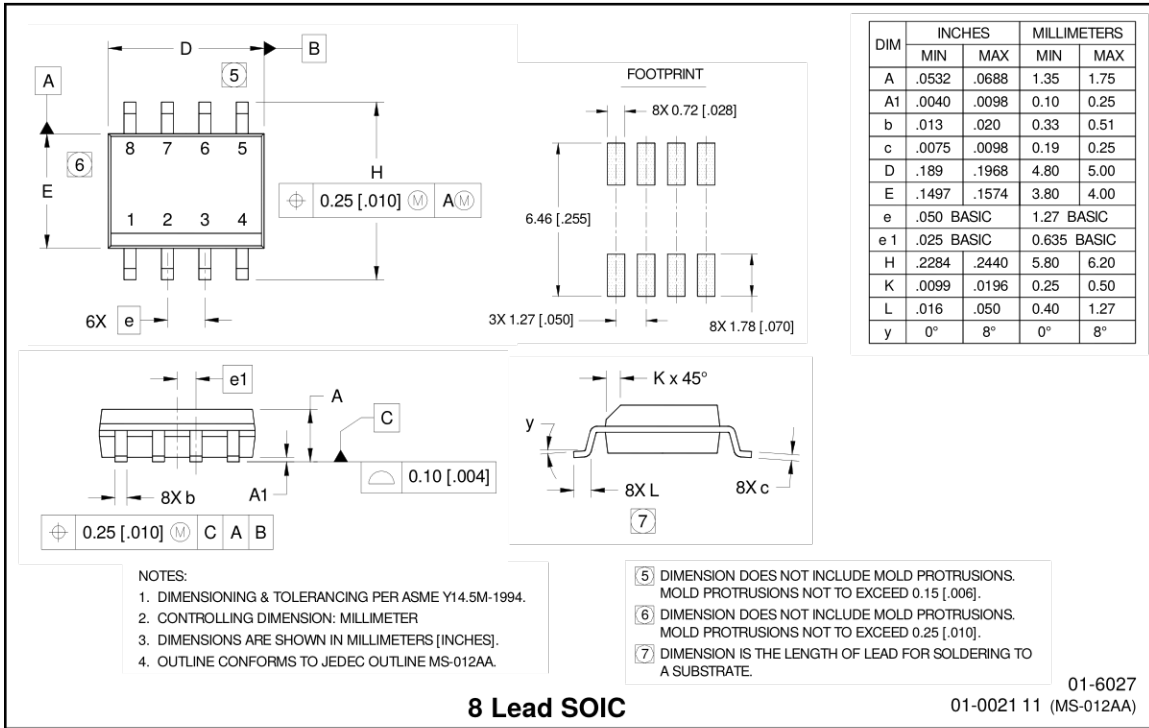 D
B
5
A
8 7 6 5
6
E
H
⌖ 0.25 [.010] Ⓜ A Ⓜ
1 2 3 4
6X e
FOOTPRINT
8X 0.72 [.028]
6.46 [.255]
3X 1.27 [.050]
8X 1.78 [.070]
DIM INCHES MILLIMETERS
MIN MAX MIN MAX
A .0532 .0688 1.35 1.75
A1 .0040 .0098 0.10 0.25
b .013 .020 0.33 0.51
c .0075 .0098 0.19 0.25
D .189 .1968 4.80 5.00
E .1497 .1574 3.80 4.00
e .050 BASIC 1.27 BASIC
e 1 .025 BASIC 0.635 BASIC
H .2284 .2440 5.80 6.20
K .0099 .0196 0.25 0.50
L .016 .050 0.40 1.27
y 0° 8° 0° 8°
e1
A
C
0.10 [.004]
8X b
A1
⌖ 0.25 [.010] Ⓜ C A B
K x 45°
y
8X L
8X c
7
NOTES:
1. DIMENSIONING & TOLERANCING PER ASME Y14.5M-1994.
2. CONTROLLING DIMENSION: MILLIMETER
3. DIMENSIONS ARE SHOWN IN MILLIMETERS [INCHES].
4. OUTLINE CONFORMS TO JEDEC OUTLINE MS-012AA.
5 DIMENSION DOES NOT INCLUDE MOLD PROTRUSIONS.
MOLD PROTRUSIONS NOT TO EXCEED 0.15 [.006].
6 DIMENSION DOES NOT INCLUDE MOLD PROTRUSIONS.
MOLD PROTRUSIONS NOT TO EXCEED 0.25 [.010].
7 DIMENSION IS THE LENGTH OF LEAD FOR SOLDERING TO
A SUBSTRATE.
8 Lead SOIC
01-6027
01-0021 11 (MS-012AA)